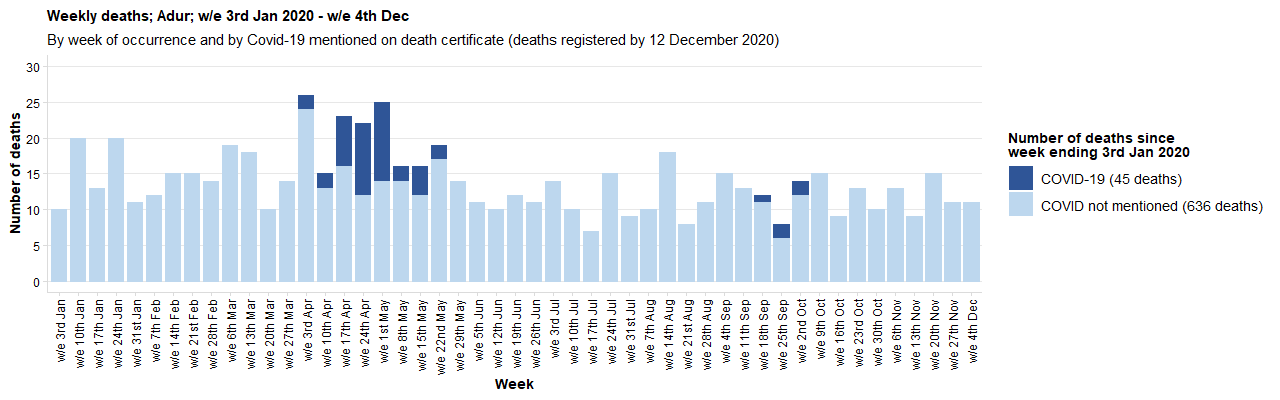 Weekly deaths; Adur; w/e 3rd Jan 2020 - w/e 4th Dec
By week of occurrence and by Covid-19 mentioned on death certificate (deaths registered by 12 December 2020)
Number of deaths
30
25
20
15
10
5
0
w/e 3rd Jan
w/e 10th Jan
w/e 17th Jan
w/e 24th Jan
w/e 31st Jan
w/e 7th Feb
w/e 14th Feb
w/e 21st Feb
w/e 28th Feb
w/e 6th Mar
w/e 13th Mar
w/e 20th Mar
w/e 27th Mar
w/e 3rd Apr
w/e 10th Apr
w/e 17th Apr
w/e 24th Apr
w/e 1st May
w/e 8th May
w/e 15th May
w/e 22nd May
w/e 29th May
w/e 5th Jun
w/e 12th Jun
w/e 19th Jun
w/e 26th Jun
w/e 3rd Jul
w/e 10th Jul
w/e 17th Jul
w/e 24th Jul
w/e 31st Jul
w/e 7th Aug
w/e 14th Aug
w/e 21st Aug
w/e 28th Aug
w/e 4th Sep
w/e 11th Sep
w/e 18th Sep
w/e 25th Sep
w/e 2nd Oct
w/e 9th Oct
w/e 16th Oct
w/e 23rd Oct
w/e 30th Oct
w/e 6th Nov
w/e 13th Nov
w/e 20th Nov
w/e 27th Nov
w/e 4th Dec
Week
Number of deaths since
week ending 3rd Jan 2020
COVID-19 (45 deaths)
COVID not mentioned (636 deaths)